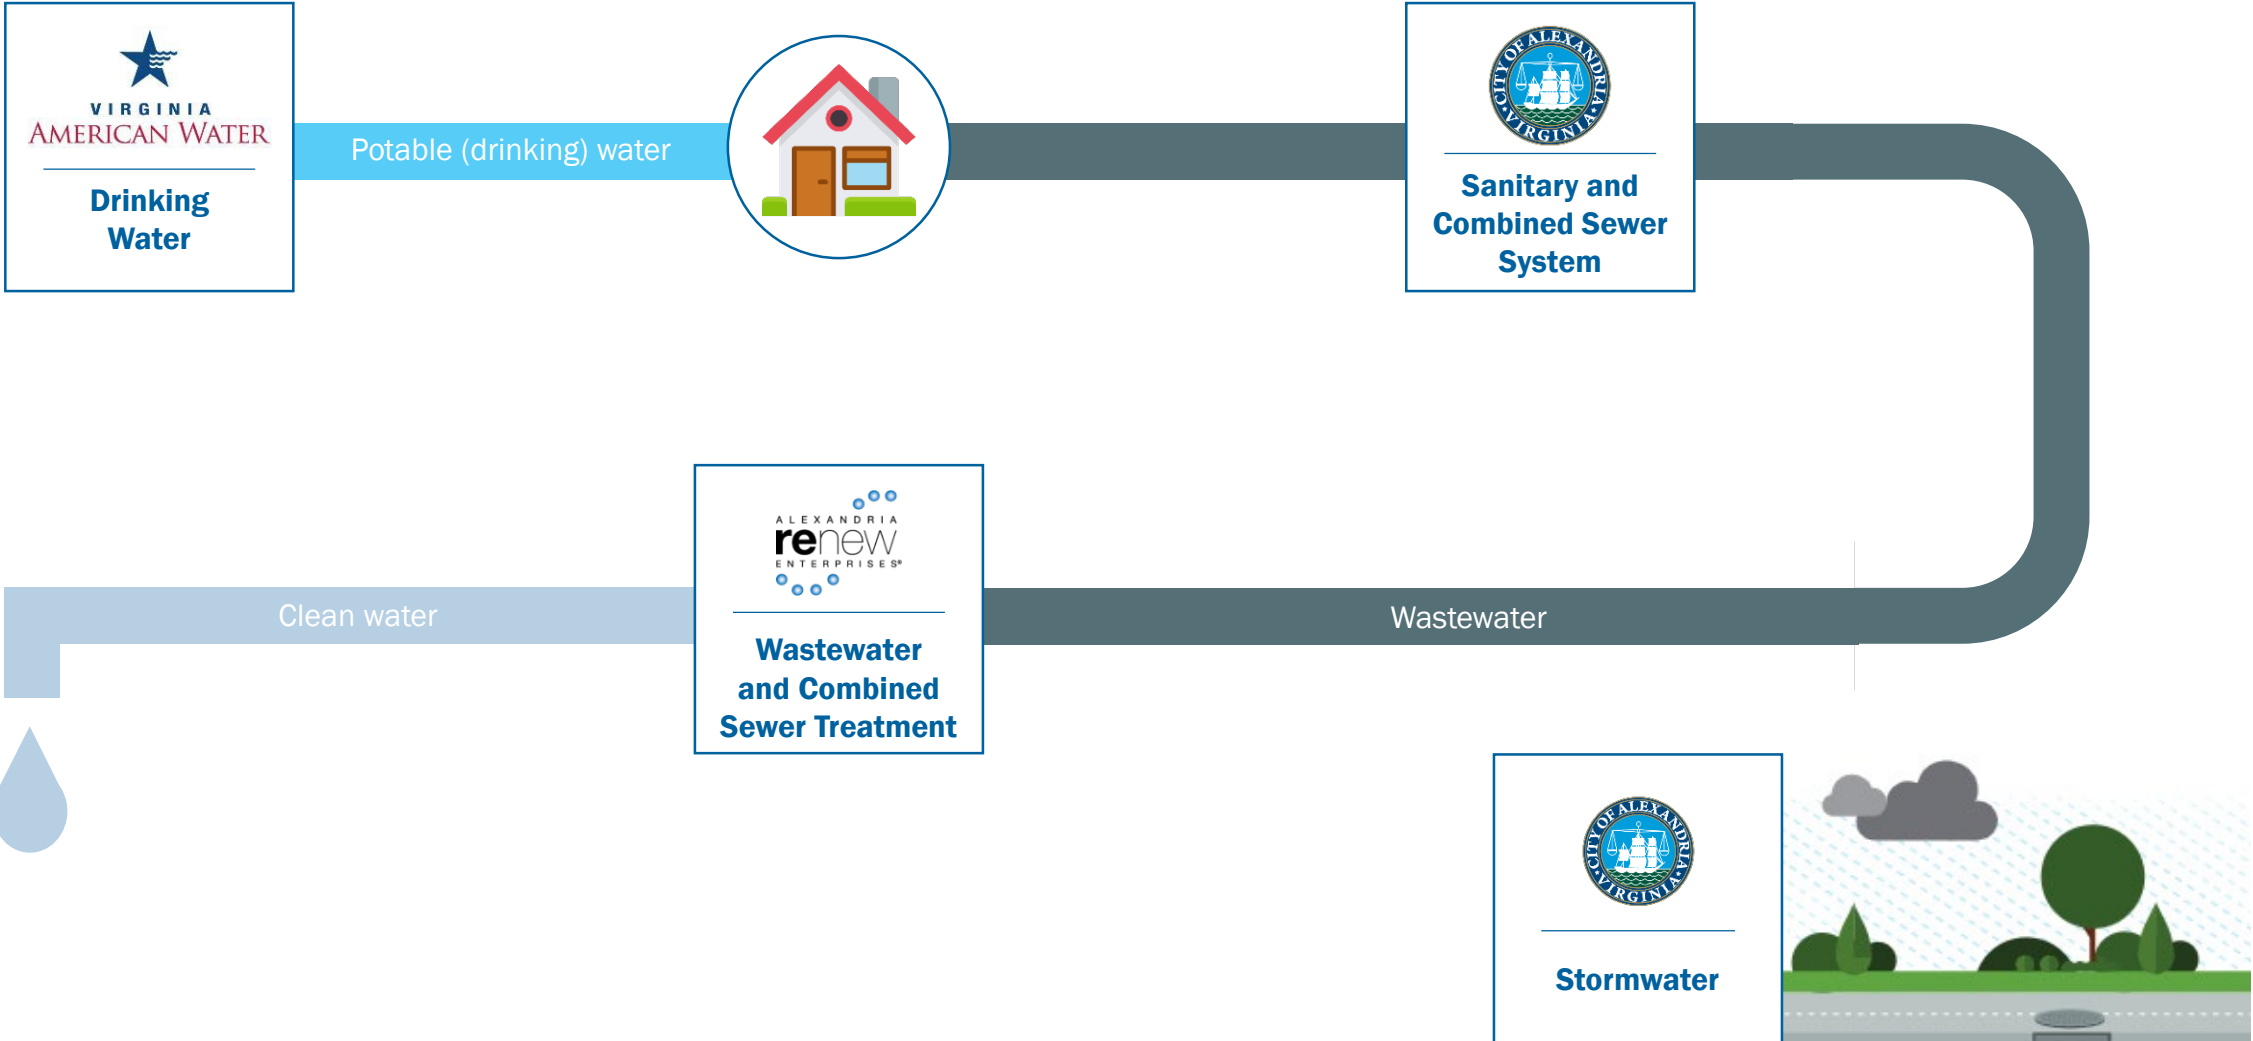 VIRGINIA
AMERICAN WATER
Drinking
Water
Potable (drinking) water
CITY OF ALEXANDRIA
VIRGINIA
Sanitary and
Combined Sewer
System
ALEXANDRIA
renew
ENTERPRISES®
Wastewater
and Combined
Sewer Treatment
Clean water
Wastewater
CITY OF ALEXANDRIA
VIRGINIA
Stormwater